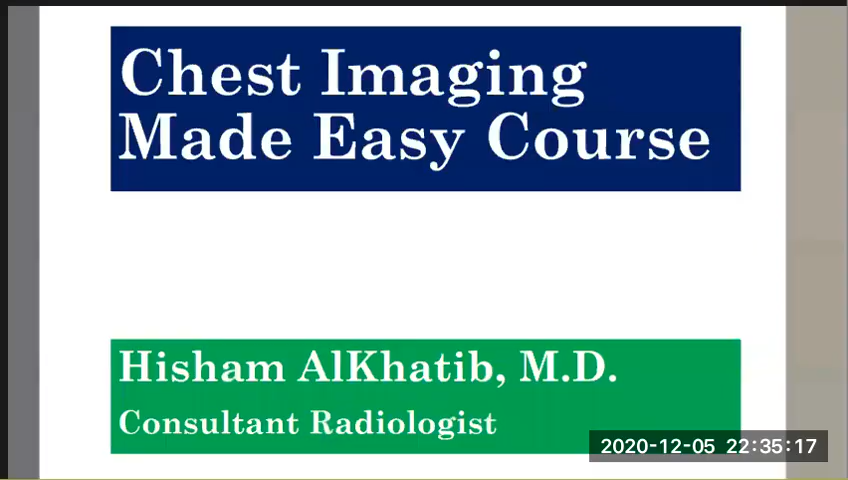 Chest Imaging
Made Easy Course
Hisham AlKhatib, M.D.
Consultant Radiologist
2020-12-05 22:35:17